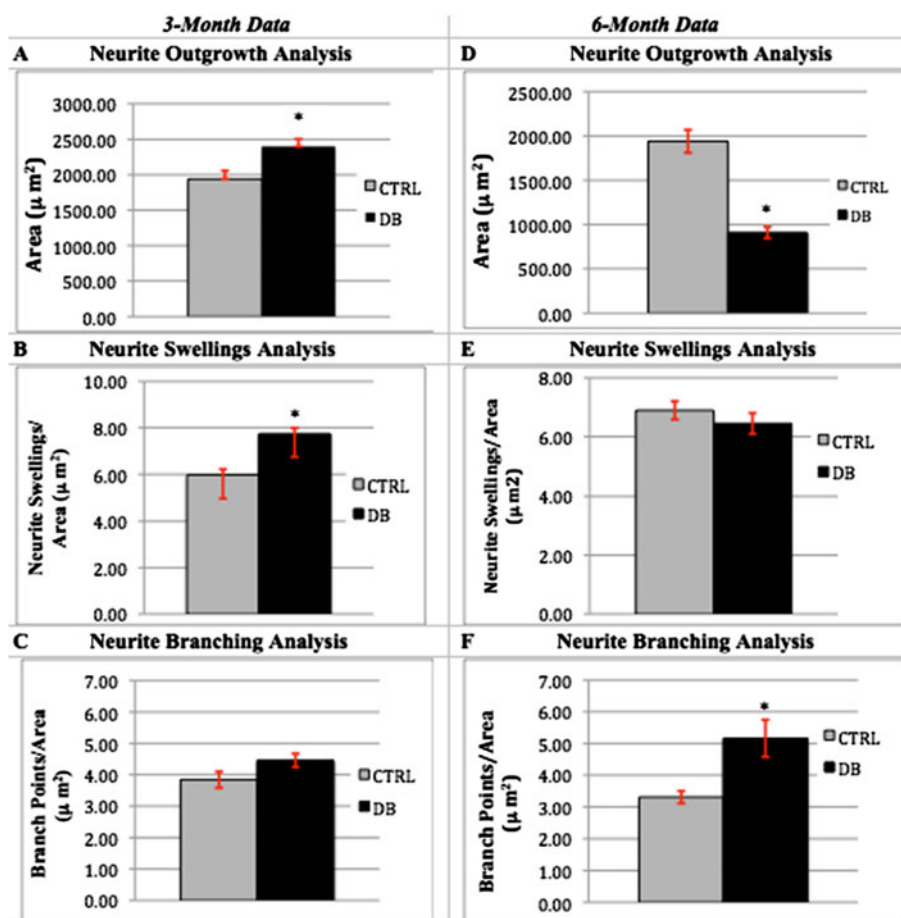 3-Month Data
A Neurite Outgrowth Analysis
3000.00
2500.00
2000.00
1500.00
1000.00
500.00
0.00
Area (μ m²)
*
CTRL
DB
B Neurite Swellings Analysis
10.00
8.00
6.00
4.00
2.00
0.00
Neurite Swellings/
Area (μ m²)
*
CTRL
DB
C Neurite Branching Analysis
7.00
6.00
5.00
4.00
3.00
2.00
1.00
0.00
Branch Points/Area
(μ m²)
CTRL
DB
6-Month Data
D Neurite Outgrowth Analysis
2500.00
2000.00
1500.00
1000.00
500.00
0.00
Area (μ m²)
*
CTRL
DB
E Neurite Swellings Analysis
8.00
6.00
4.00
2.00
0.00
Neurite Swellings/Area
(μ m2)
CTRL
DB
F Neurite Branching Analysis
7.00
6.00
5.00
4.00
3.00
2.00
1.00
0.00
Branch Points/Area
(μ m²)
*
CTRL
DB